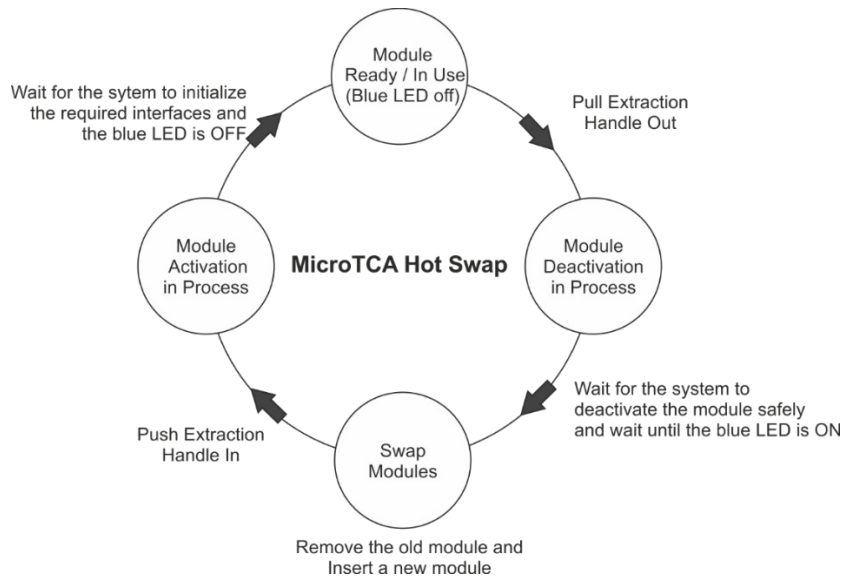 Module
Ready / In Use
(Blue LED off)
Wait for the sytem to initialize
the required interfaces and
the blue LED is OFF
Pull Extraction
Handle Out
Module
Activation
in Process
MicroTCA Hot Swap
Module
Deactivation
in Process
Wait for the system to
deactivate the module safely
and wait until the blue LED is ON
Push Extraction
Handle In
Swap
Modules
Remove the old module and
Insert a new module